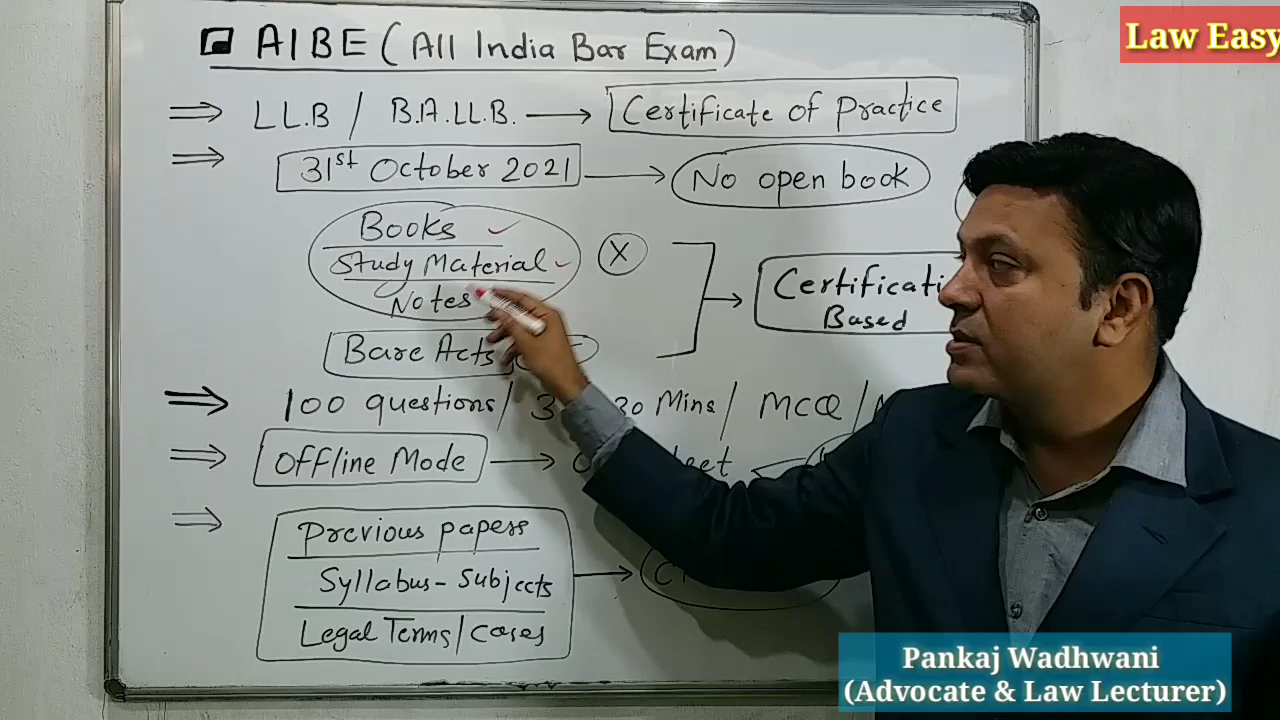 Law Easy
AIBE (All India Bar Exam)
⇒ LL.B / B.A.LL.B. → Certificate of Practice
⇒ 31st October 2021 → No open book
Books ✓
Study Material ✓
Notes
X
Bare Acts
Based
⇒ 100 questions / 30 Mins / MCQ /
⇒ Offline Mode →
⇒ Previous papers
Syllabus - Subjects
Legal Terms / Cases
Pankaj Wadhwani
(Advocate & Law Lecturer)